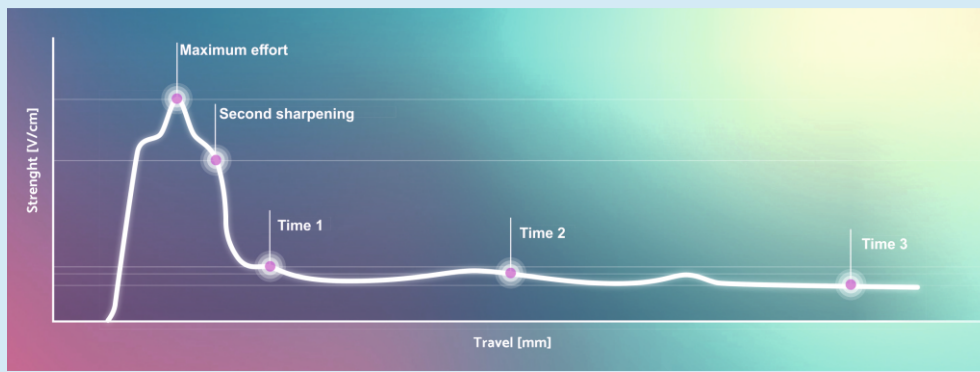 Maximum effort
Second sharpening
Strenght [V/cm]
Time 1
Time 2
Time 3
Travel [mm]